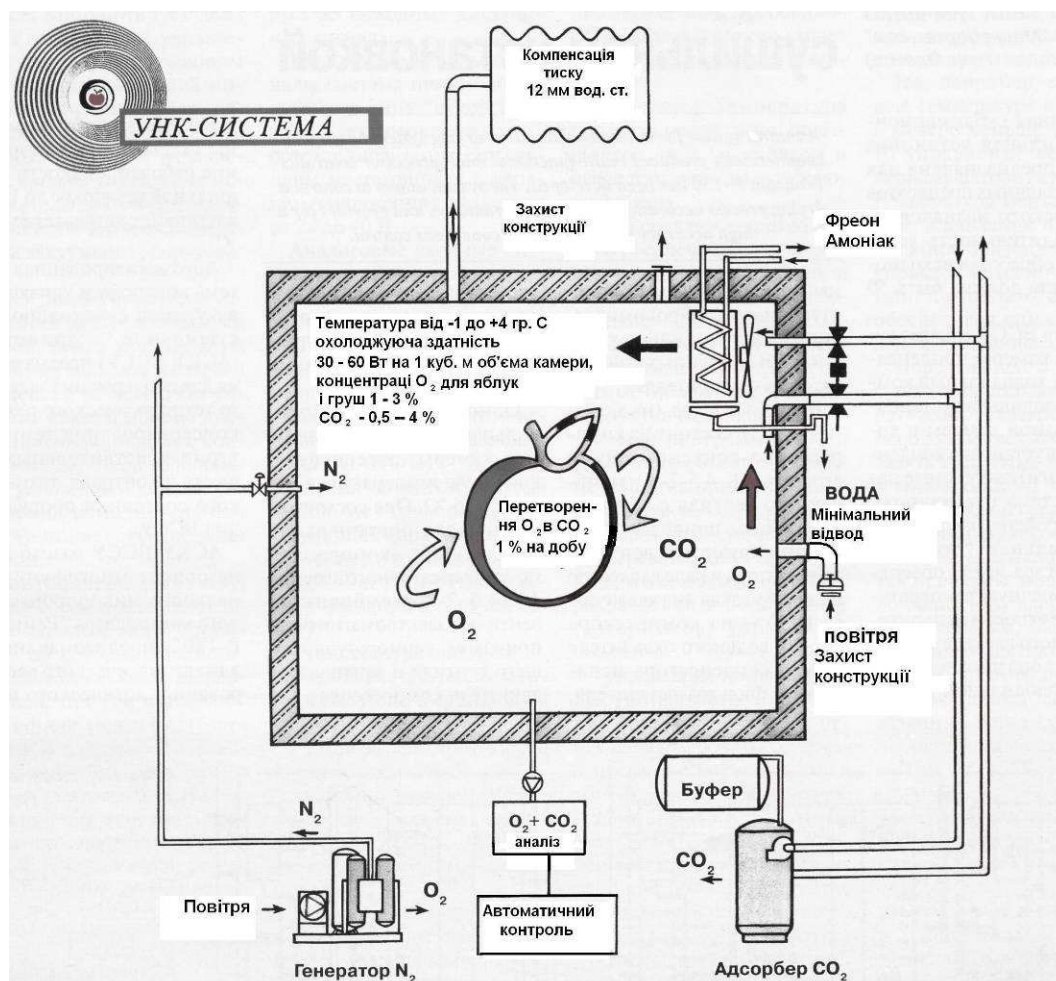 УНК-СИСТЕМА
Компенсація
тиску
12 мм вод. ст.
Захист
конструкції
Фреон
Амоніак
Температура від -1 до +4 гр. С
охолоджуюча здатність
30 - 60 Вт на 1 куб. м об’єма камери,
концентраці O₂ для яблук
і груш 1 - 3 %
CO₂ - 0,5 – 4 %
N₂
Перетворен-
ня O₂ в CO₂
1 % на добу
O₂
CO₂
O₂
ВОДА
Мінімальний
відвод
ПОВІТРЯ
Захист
конструкції
N₂
Повітря
O₂
Генератор N₂
O₂+ CO₂
аналіз
Автоматичний
контроль
Буфер
CO₂
Адсорбер CO₂